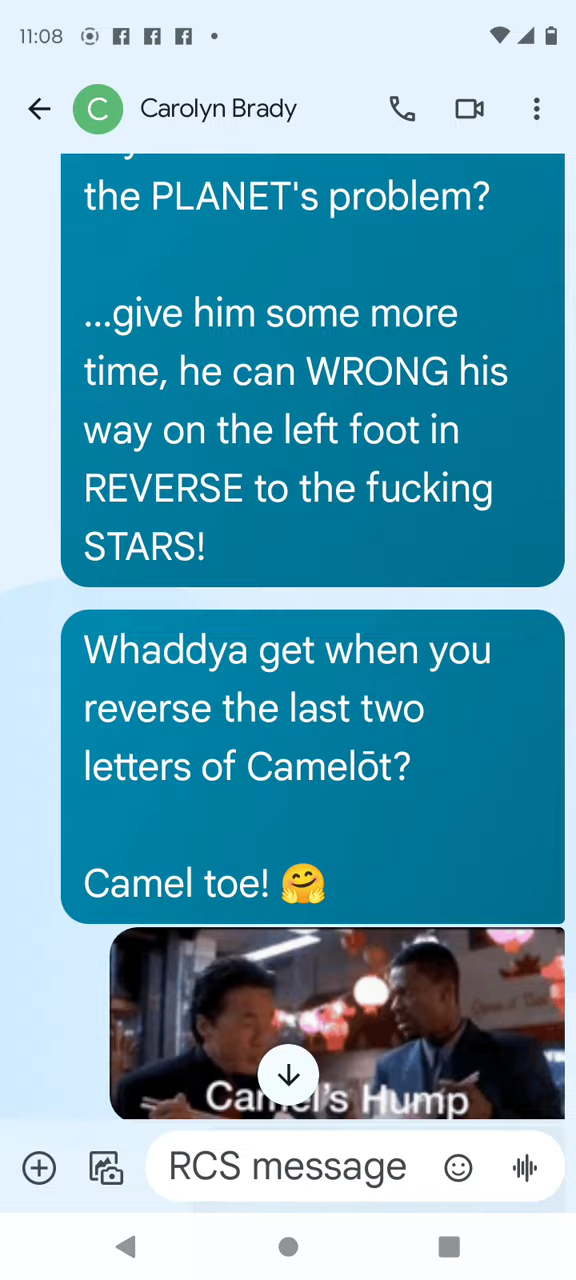 11:08
Carolyn Brady
the PLANET's problem?
...give him some more
time, he can WRONG his
way on the left foot in
REVERSE to the fucking
STARS!
Whaddya get when you
reverse the last two
letters of Camelōt?
Camel toe! 🤗
Camel's Hump
RCS message